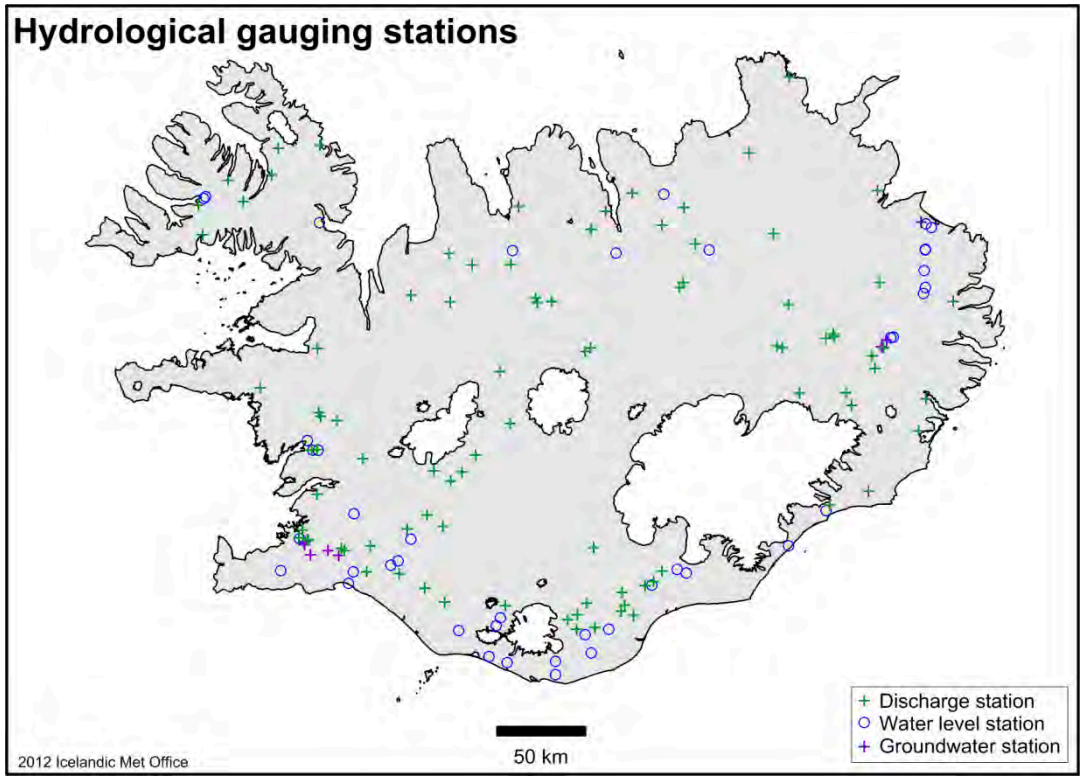 Hydrological gauging stations
Discharge station
Water level station
Groundwater station
50 km
2012 Icelandic Met Office